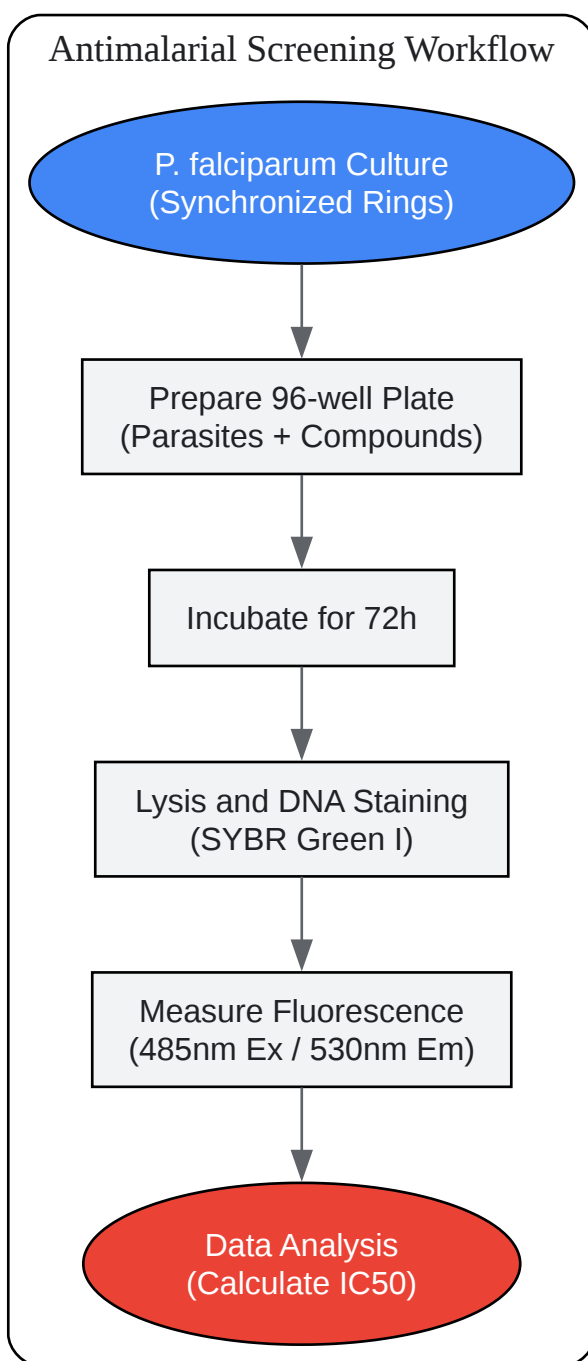 Antimalarial Screening Workflow
P. falciparum Culture
(Synchronized Rings)
Prepare 96-well Plate
(Parasites + Compounds)
Incubate for 72h
Lysis and DNA Staining
(SYBR Green I)
Measure Fluorescence
(485nm Ex / 530nm Em)
Data Analysis
(Calculate IC50)